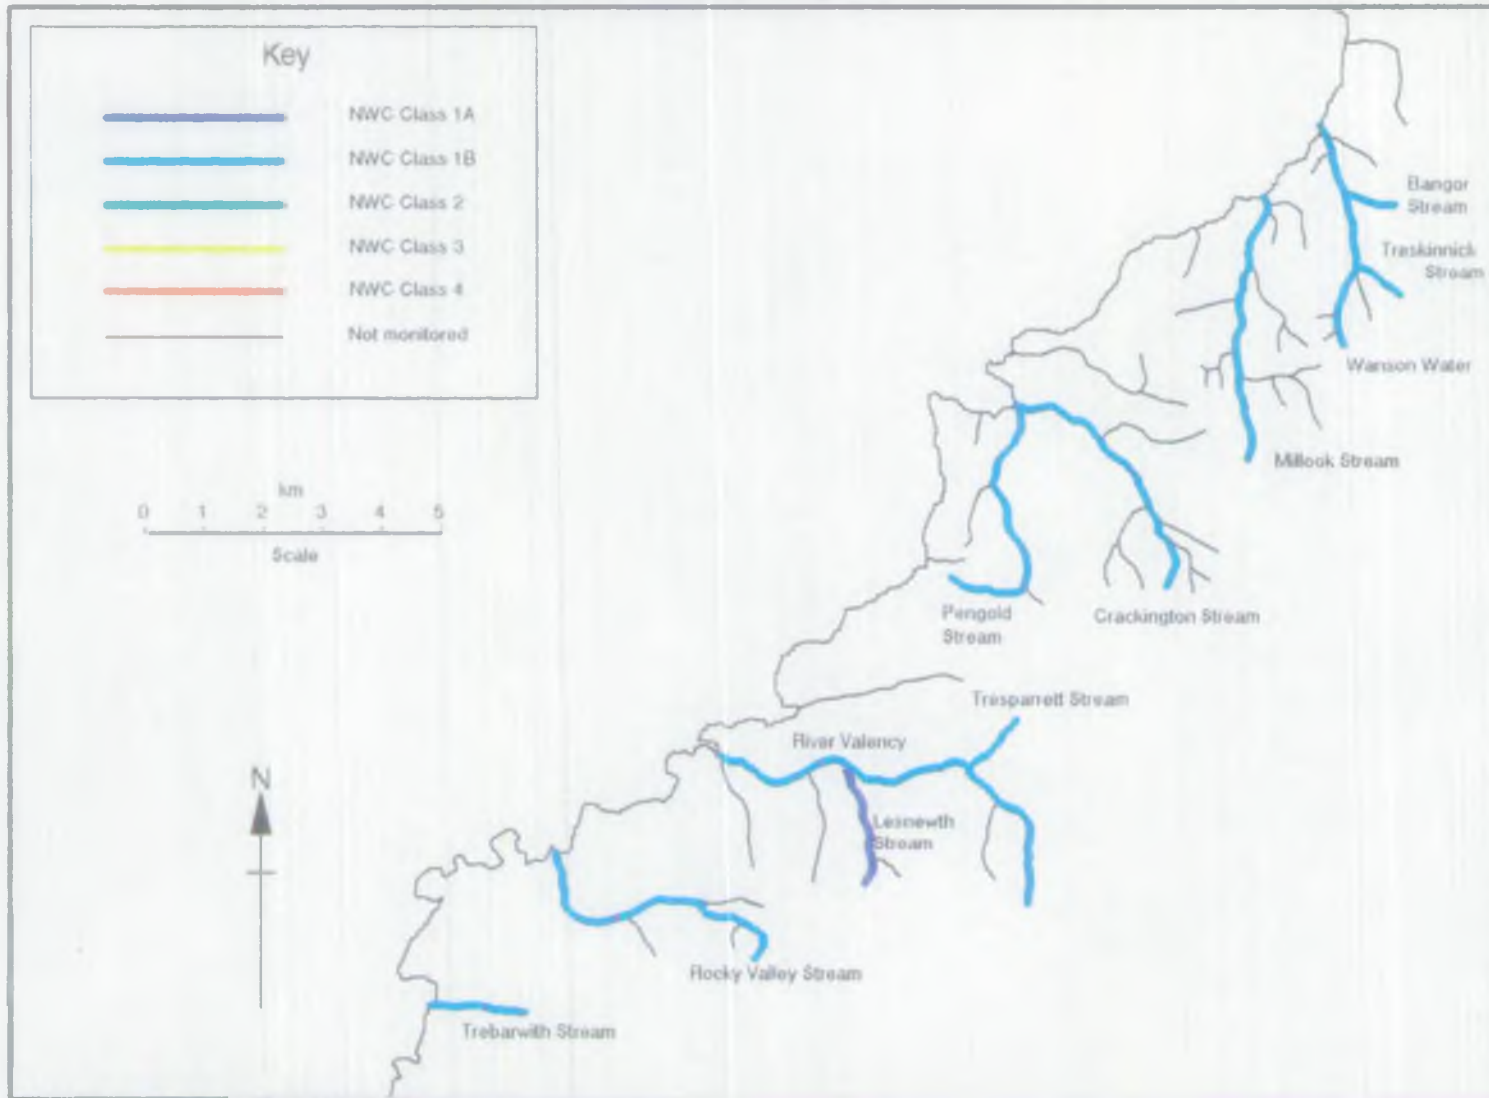 Key
NWC Class 1A
NWC Class 1B
NWC Class 2
NWC Class 3
NWC Class 4
Not monitored
km
0 1 2 3 4 5
Scale
N
Bangor
Stream
Treskinnick
Stream
Wanson Water
Millook Stream
Pengold
Stream
Crackington Stream
Tresparrett Stream
River Valency
Lesnewth
Stream
Rocky Valley Stream
Trebarwith Stream